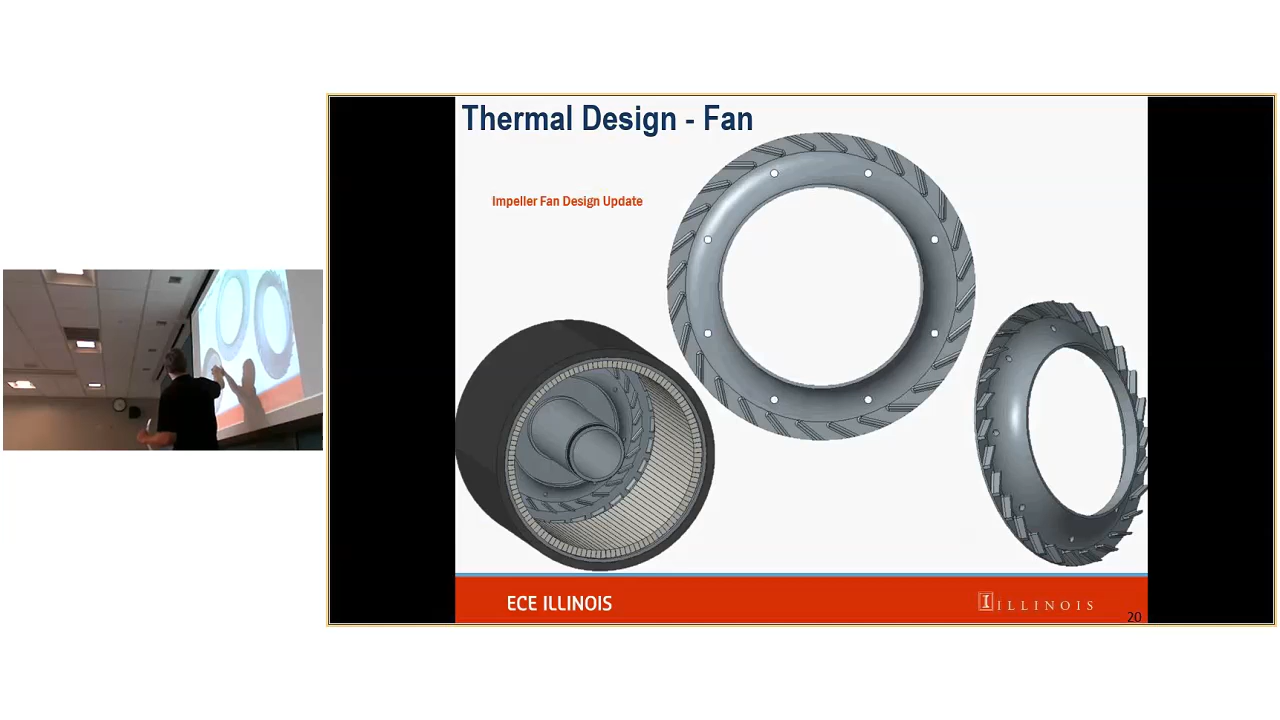 Thermal Design - Fan
Impeller Fan Design Update
ECE ILLINOIS
I ILLINOIS
20